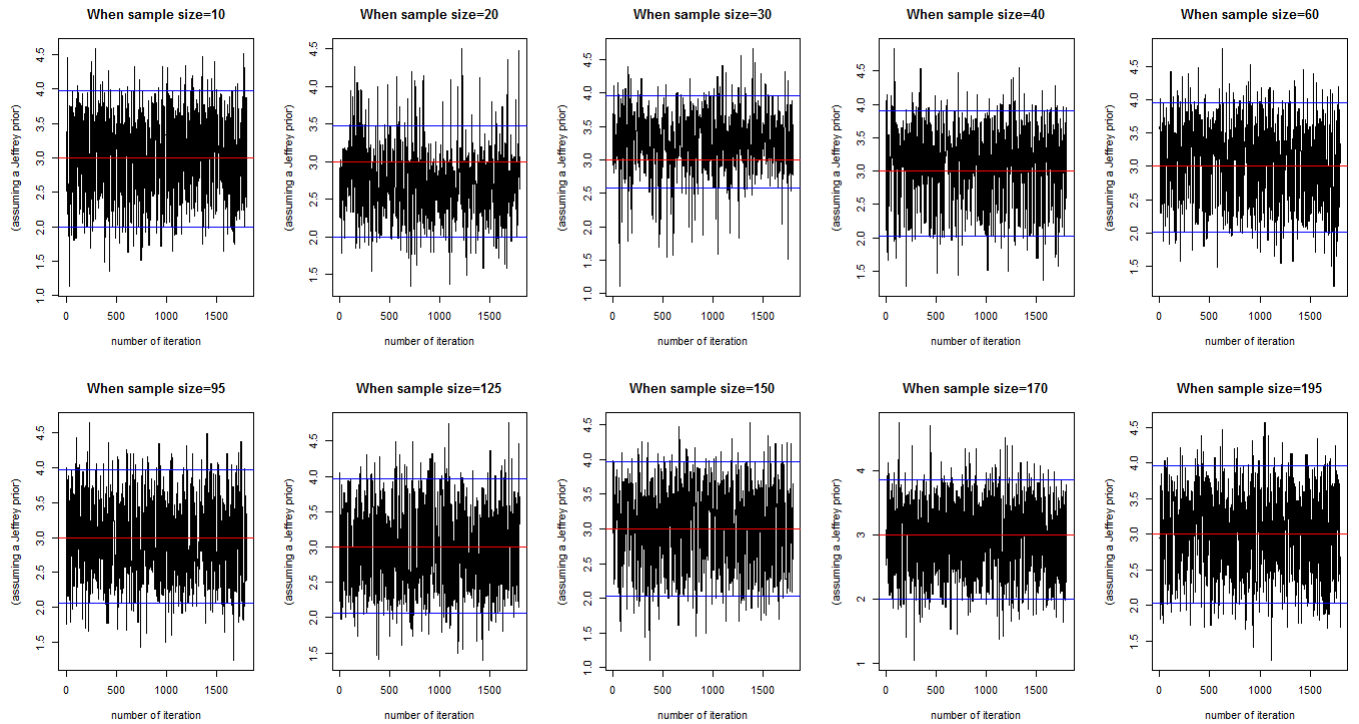 When sample size=10
When sample size=20
When sample size=30
When sample size=40
When sample size=60
(assuming a Jeffrey prior)
1.0 1.5 2.0 2.5 3.0 3.5 4.0 4.5
0 500 1000 1500
number of iteration
(assuming a Jeffrey prior)
1.5 2.0 2.5 3.0 3.5 4.0 4.5
0 500 1000 1500
number of iteration
(assuming a Jeffrey prior)
1.0 1.5 2.0 2.5 3.0 3.5 4.0 4.5
0 500 1000 1500
number of iteration
(assuming a Jeffrey prior)
1.5 2.0 2.5 3.0 3.5 4.0 4.5
0 500 1000 1500
number of iteration
(assuming a Jeffrey prior)
1.5 2.0 2.5 3.0 3.5 4.0 4.5
0 500 1000 1500
number of iteration
When sample size=95
When sample size=125
When sample size=150
When sample size=170
When sample size=195
(assuming a Jeffrey prior)
1.5 2.0 2.5 3.0 3.5 4.0 4.5
0 500 1000 1500
number of iteration
(assuming a Jeffrey prior)
1.5 2.0 2.5 3.0 3.5 4.0 4.5
0 500 1000 1500
number of iteration
(assuming a Jeffrey prior)
1.0 1.5 2.0 2.5 3.0 3.5 4.0 4.5
0 500 1000 1500
number of iteration
(assuming a Jeffrey prior)
1 2 3 4
0 500 1000 1500
number of iteration
(assuming a Jeffrey prior)
1.5 2.0 2.5 3.0 3.5 4.0 4.5
0 500 1000 1500
number of iteration